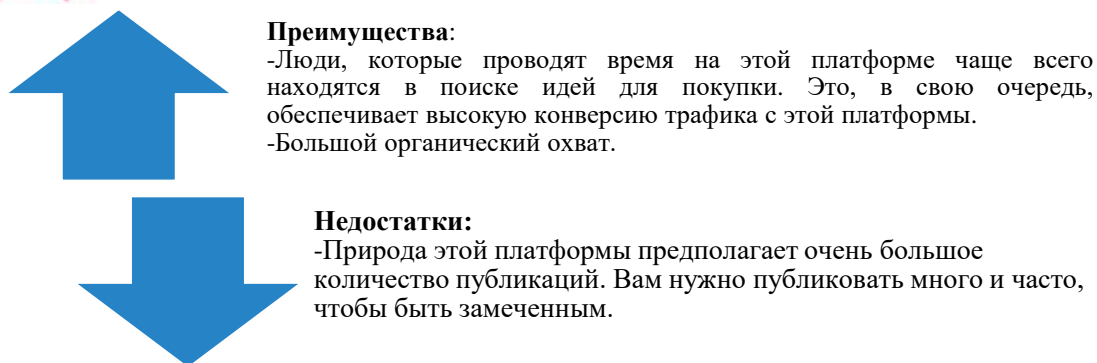 Преимущества:
-Люди, которые проводят время на этой платформе чаще всего
находятся в поиске идей для покупки. Это, в свою очередь,
обеспечивает высокую конверсию трафика с этой платформы.
-Большой органический охват.
Недостатки:
-Природа этой платформы предполагает очень большое
количество публикаций. Вам нужно публиковать много и часто,
чтобы быть замеченным.